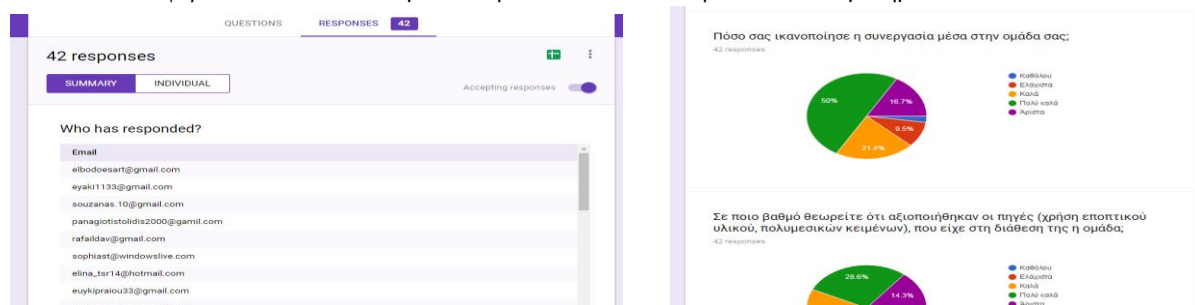 QUESTIONS RESPONSES 42
42 responses
SUMMARY INDIVIDUAL
Accepting responses
Who has responded?
Email
elbodoesart@gmail.com
eyaki1133@gmail.com
souzanas.10@gmail.com
panagiotistolidis2000@gamil.com
rafaildav@gmail.com
sophiast@windowslive.com
elina_tsr14@hotmail.com
euykipraiou33@gmail.com
Πόσο σας ικανοποίησε η συνεργασία μέσα στην ομάδα σας;
42 responses
50%
16.7%
9.5%
21.4%
Καθόλου
Ελάχιστα
Καλά
Πολύ καλά
Άριστα
Σε ποιο βαθμό θεωρείτε ότι αξιοποιήθηκαν οι πηγές (χρήση εποπτικού
υλικού, πολυμεσικών κειμένων), που είχε στη διάθεση της η ομάδα;
42 responses
28.6%
14.3%
Καθόλου
Ελάχιστα
Καλά
Πολύ καλά
Άριστα